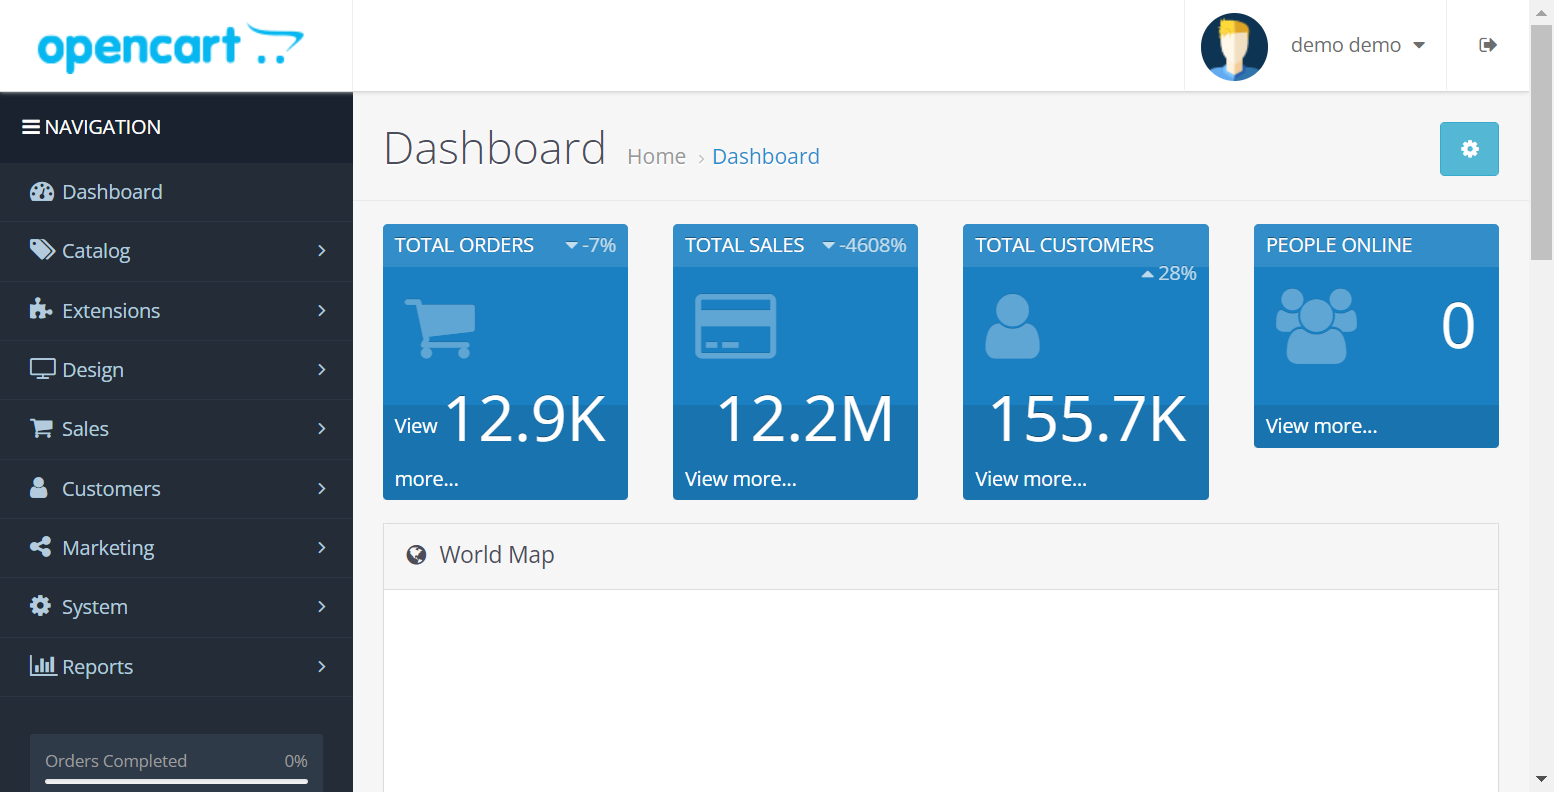 opencart
demo demo
NAVIGATION
Dashboard
Catalog
Extensions
Design
Sales
Customers
Marketing
System
Reports
Orders Completed 0%
Dashboard Home › Dashboard
TOTAL ORDERS -7%
View 12.9K
more...
TOTAL SALES -4608%
12.2M
View more...
TOTAL CUSTOMERS
28%
155.7K
View more...
PEOPLE ONLINE
0
View more...
World Map